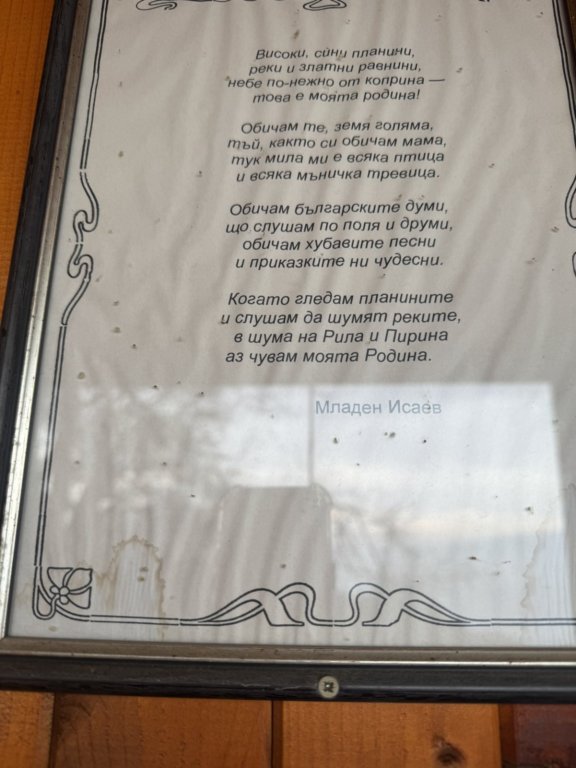 Високи, сини планини,
реки и златни равнини,
небе по-нежно от коприна —
това е моята родина!
Обичам те, земя голяма,
тъй, както си обичам мама,
тук мила ми е всяка птица
и всяка мъничка тревица.
Обичам българските думи,
що слушам по поля и друми,
обичам хубавите песни
и приказките ни чудесни.
Когато гледам планините
и слушам да шумят реките,
в шума на Рила и Пирина
аз чувам моята Родина.
Младен Исаев